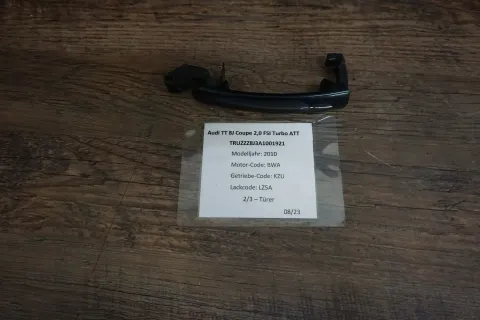 Audi TT 8J Coupe 2,0 FSI Turbo ATT
TRUZZZ8J3A1001921
Modelljahr: 2010
Motor-Code: BWA
Getriebe-Code: KZU
Lackcode: LZ5A
2/3 – Türer
08/23